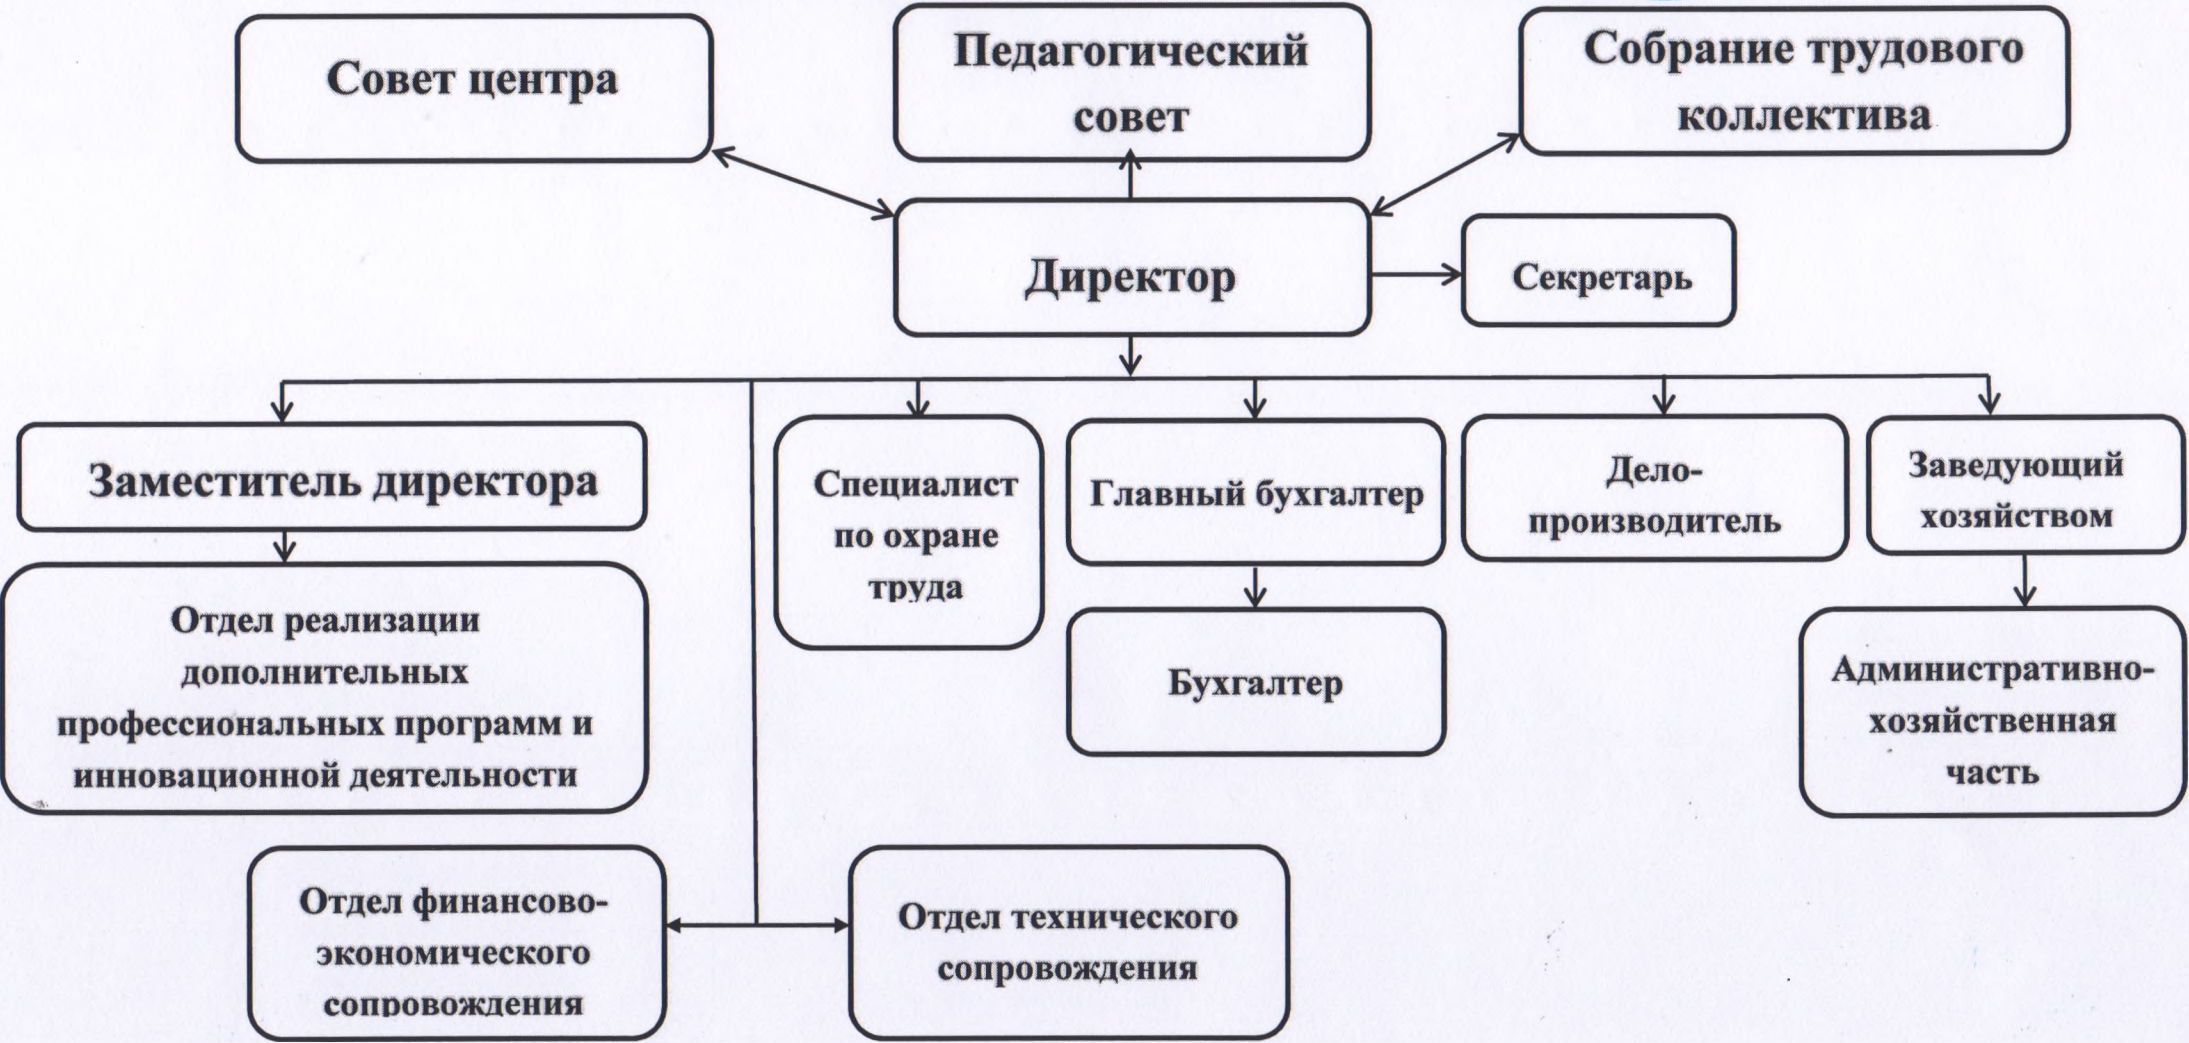 Совет центра
Педагогический
совет
Собрание трудового
коллектива
Директор
Секретарь
Заместитель директора
Специалист
по охране
труда
Главный бухгалтер
Дело-
производитель
Заведующий
хозяйством
Отдел реализации
дополнительных
профессиональных программ и
инновационной деятельности
Бухгалтер
Административно-
хозяйственная
часть
Отдел финансово-
экономического
сопровождения
Отдел технического
сопровождения